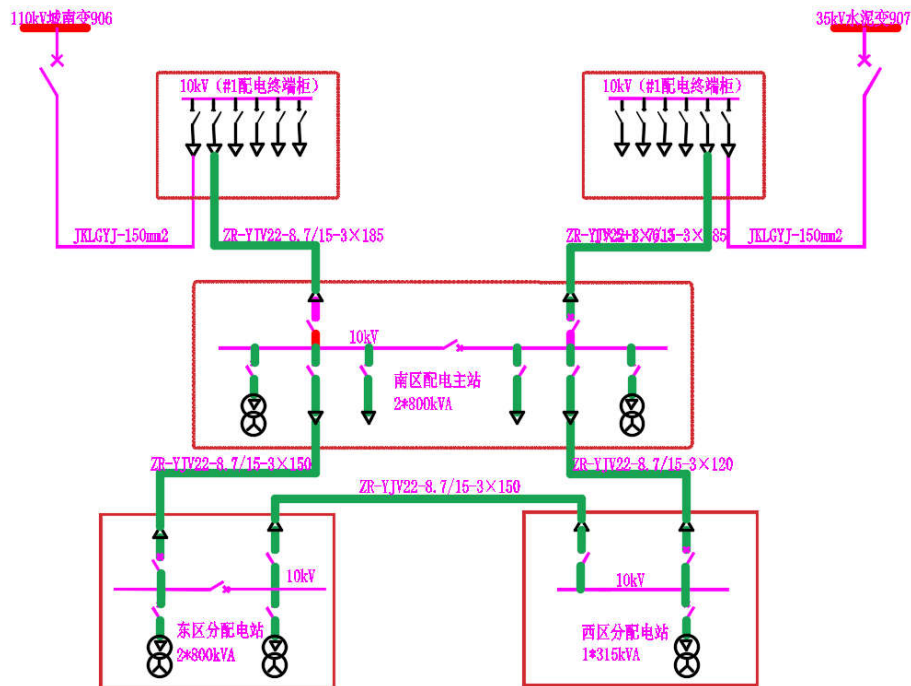 110kV城南变906
35kV水泥变907
10kV（#1配电终端柜）
10kV（#1配电终端柜）
JKLGYJ-150mm2
ZR-YJV22-8.7/15-3×185
JKLGYJ-150mm2
10kV
南区配电主站
2*800kVA
ZR-YJV22-8.7/15-3×150
ZR-YJV22-8.7/15-3×120
ZR-YJV22-8.7/15-3×150
10kV
10kV
东区分配电站
2*800kVA
西区分配电站
1*315kVA